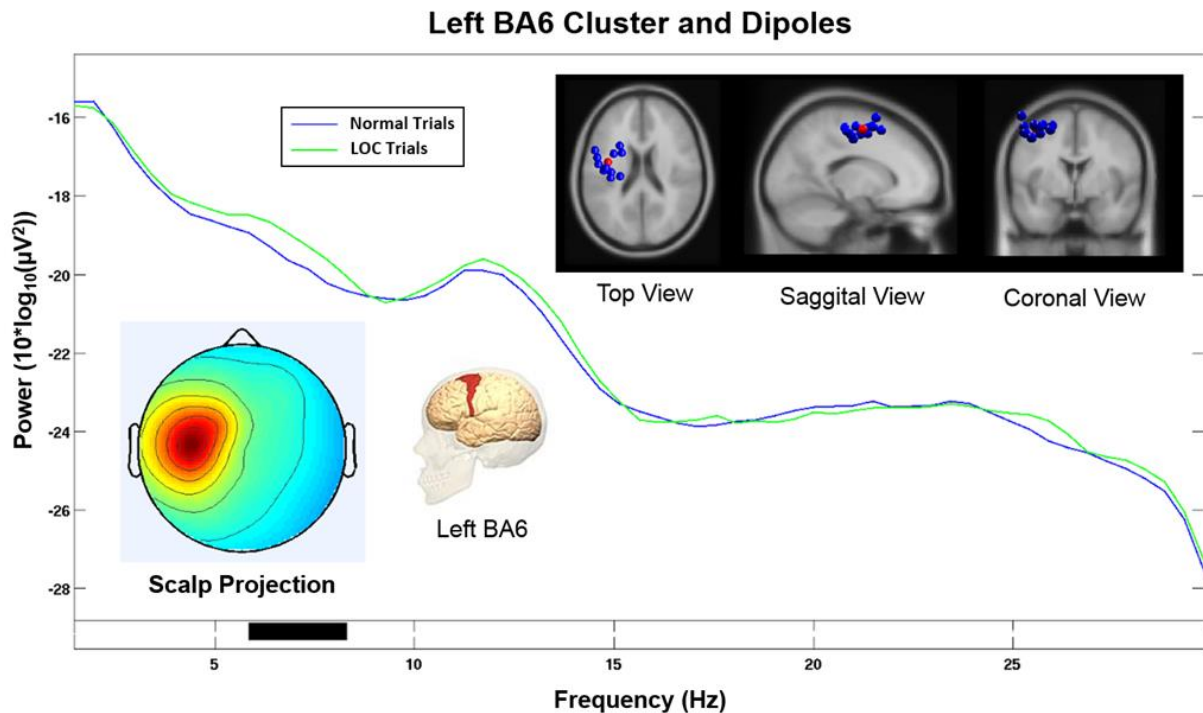 Left BA6 Cluster and Dipoles
Normal Trials
LOC Trials
Top View
Saggital View
Coronal View
Power (10*log₁₀(µV²))
-16
-18
-20
-22
-24
-26
-28
Scalp Projection
Left BA6
5
10
15
20
25
Frequency (Hz)